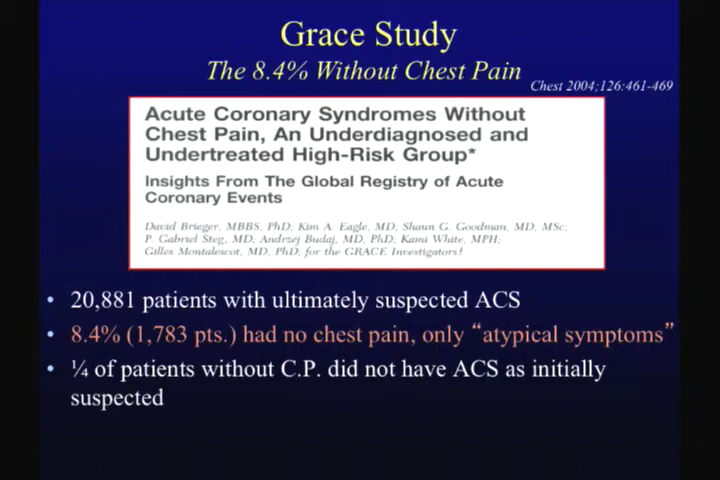 Grace Study
The 8.4% Without Chest Pain
Chest 2004;126:461-469
Acute Coronary Syndromes Without
Chest Pain, An Underdiagnosed and
Undertreated High-Risk Group*
Insights From The Global Registry of Acute
Coronary Events
David Brieger, MBBS, PhD; Kim A. Eagle, MD; Shaun G. Goodman, MD, MSc;
P. Gabriel Steg, MD; Andrzej Budaj, MD, PhD; Kami White, MPH;
Gilles Montalescot, MD, PhD; for the GRACE Investigators†
• 20,881 patients with ultimately suspected ACS
• 8.4% (1,783 pts.) had no chest pain, only “atypical symptoms”
• ¼ of patients without C.P. did not have ACS as initially
suspected